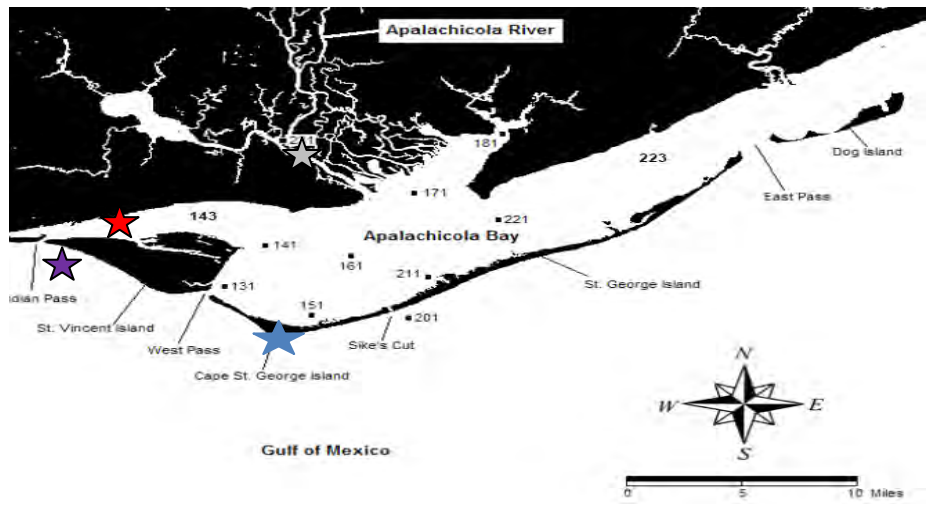 Apalachicola River
181
223
Dog Island
171
143
221
East Pass
Apalachicola Bay
141
161
211
St. George Island
131
dian Pass
151
201
St. Vincent Island
Sike's Cut
West Pass
Cape St. George Island
N
W
E
S
Gulf of Mexico
0
5
10 Miles